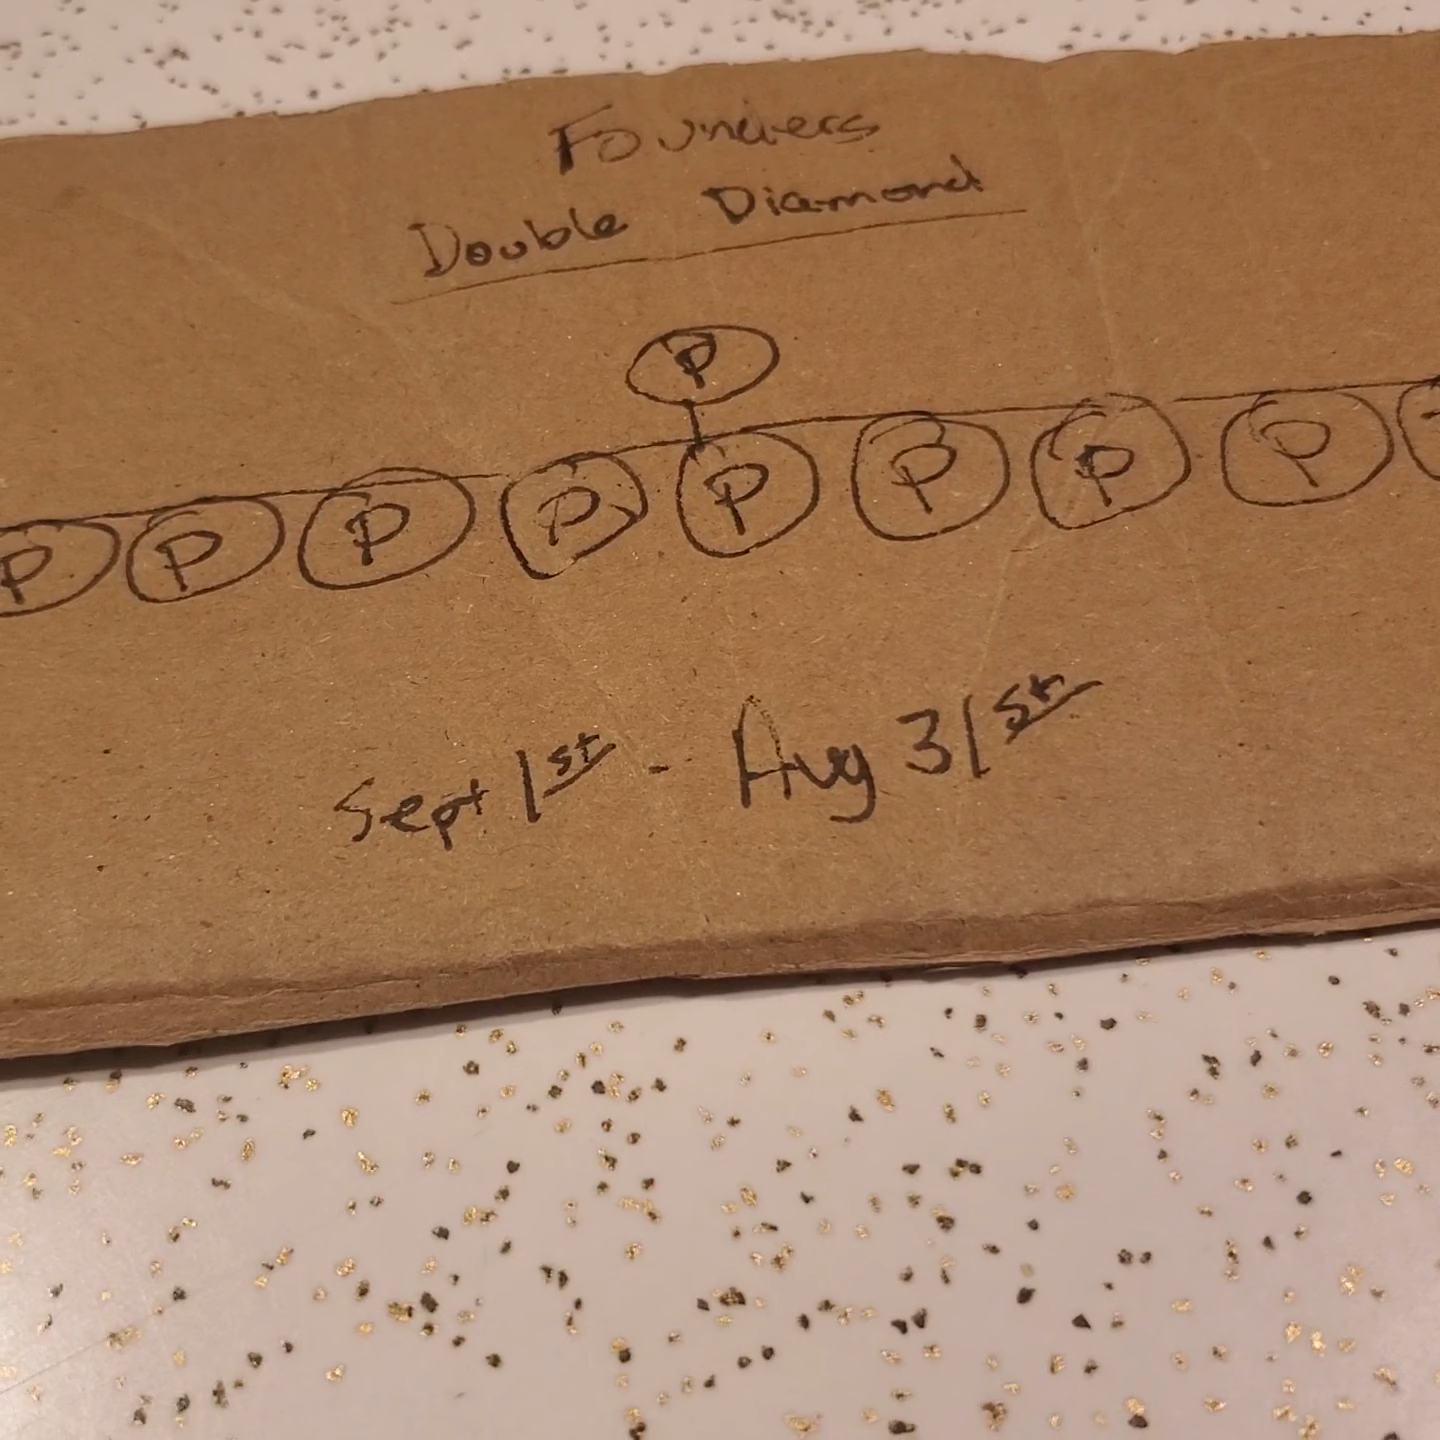 Founders
Double Diamond
P
P P P P P P P P
Sept 1st - Aug 31st